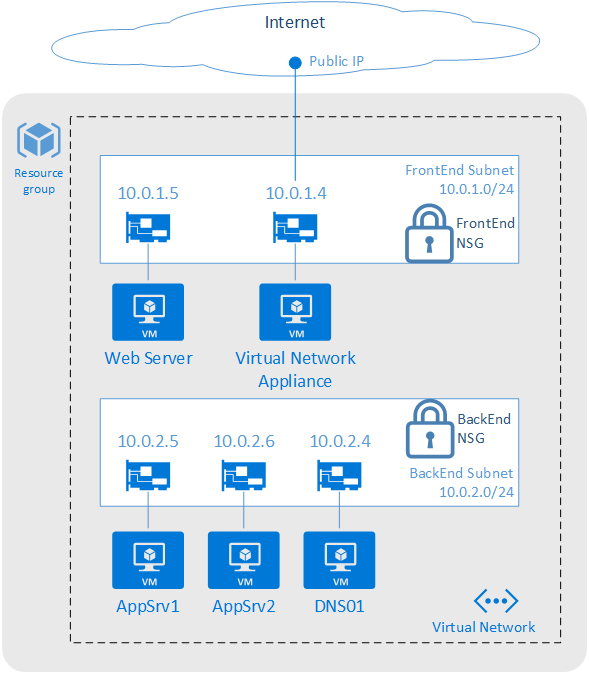 Internet
Public IP
Resource
group
FrontEnd Subnet
10.0.1.0/24
10.0.1.5
10.0.1.4
FrontEnd
NSG
VM
VM
Web Server
Virtual Network
Appliance
BackEnd
NSG
10.0.2.5
10.0.2.6
10.0.2.4
BackEnd Subnet
10.0.2.0/24
VM
VM
VM
AppSrv1
AppSrv2
DNS01
Virtual Network